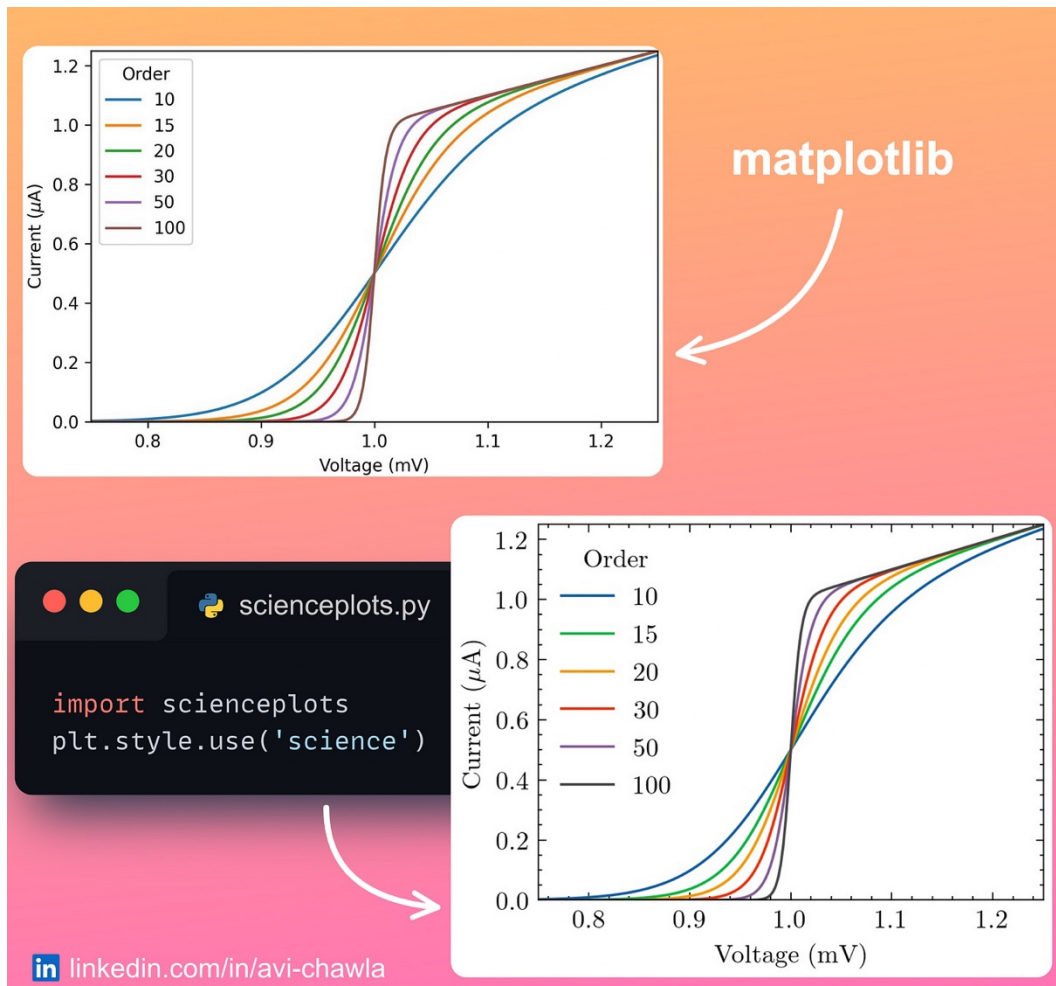 Order
10
15
20
30
50
100
1.2
1.0
0.8
0.6
0.4
0.2
0.0
Current (μA)
0.8 0.9 1.0 1.1 1.2
Voltage (mV)
matplotlib
scienceplots.py
import scienceplots
plt.style.use('science')
Order
10
15
20
30
50
100
1.2
1.0
0.8
0.6
0.4
0.2
0.0
Current (μA)
0.8 0.9 1.0 1.1 1.2
Voltage (mV)
in linkedin.com/in/avi-chawla